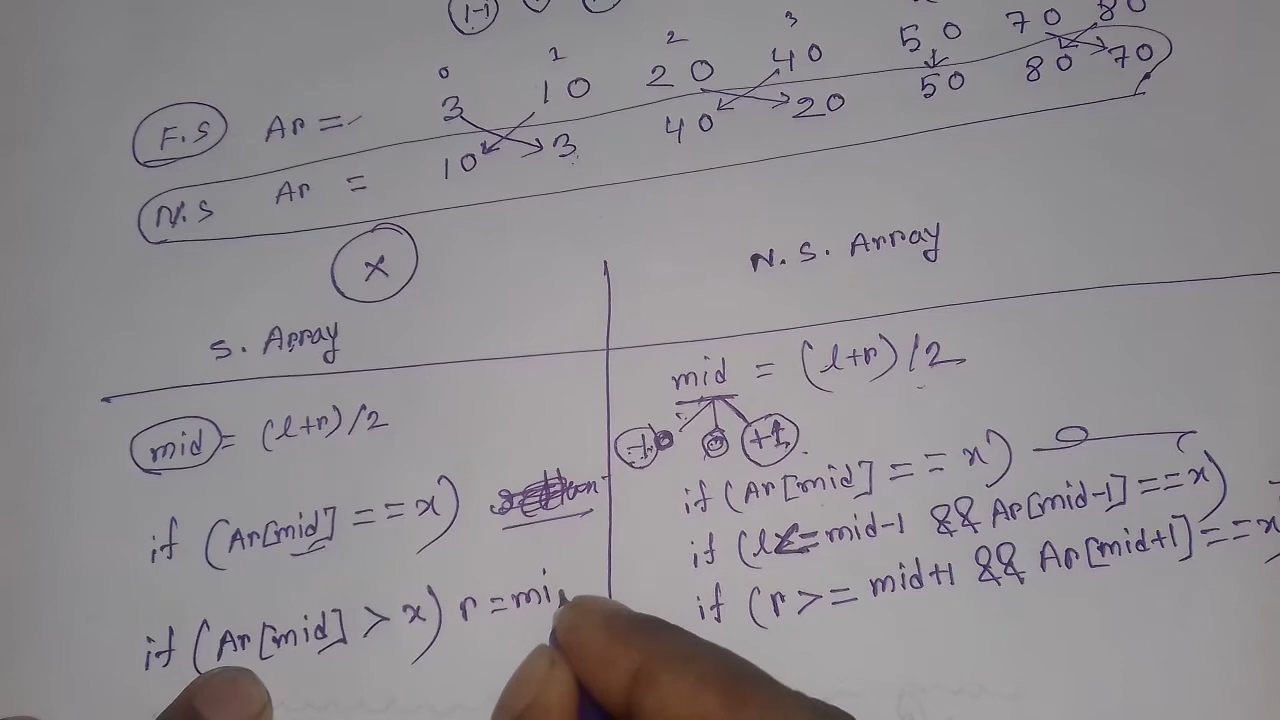 0 1 2 3
F.S Ar = 3 10 20 40 50 70 80
N.S Ar = 10 3 40 20 50 80 70
x
S. Array
N. S. Array
mid = (l+r)/2
if (Ar[mid] == x)
if (Ar[mid] > x) r = mi
mid = (l+r)/2
-1 0 +1
if (Ar[mid] == x)
if (l<=mid-1 && Ar[mid-1]==x)
if (r >= mid+1 && Ar[mid+1]==x